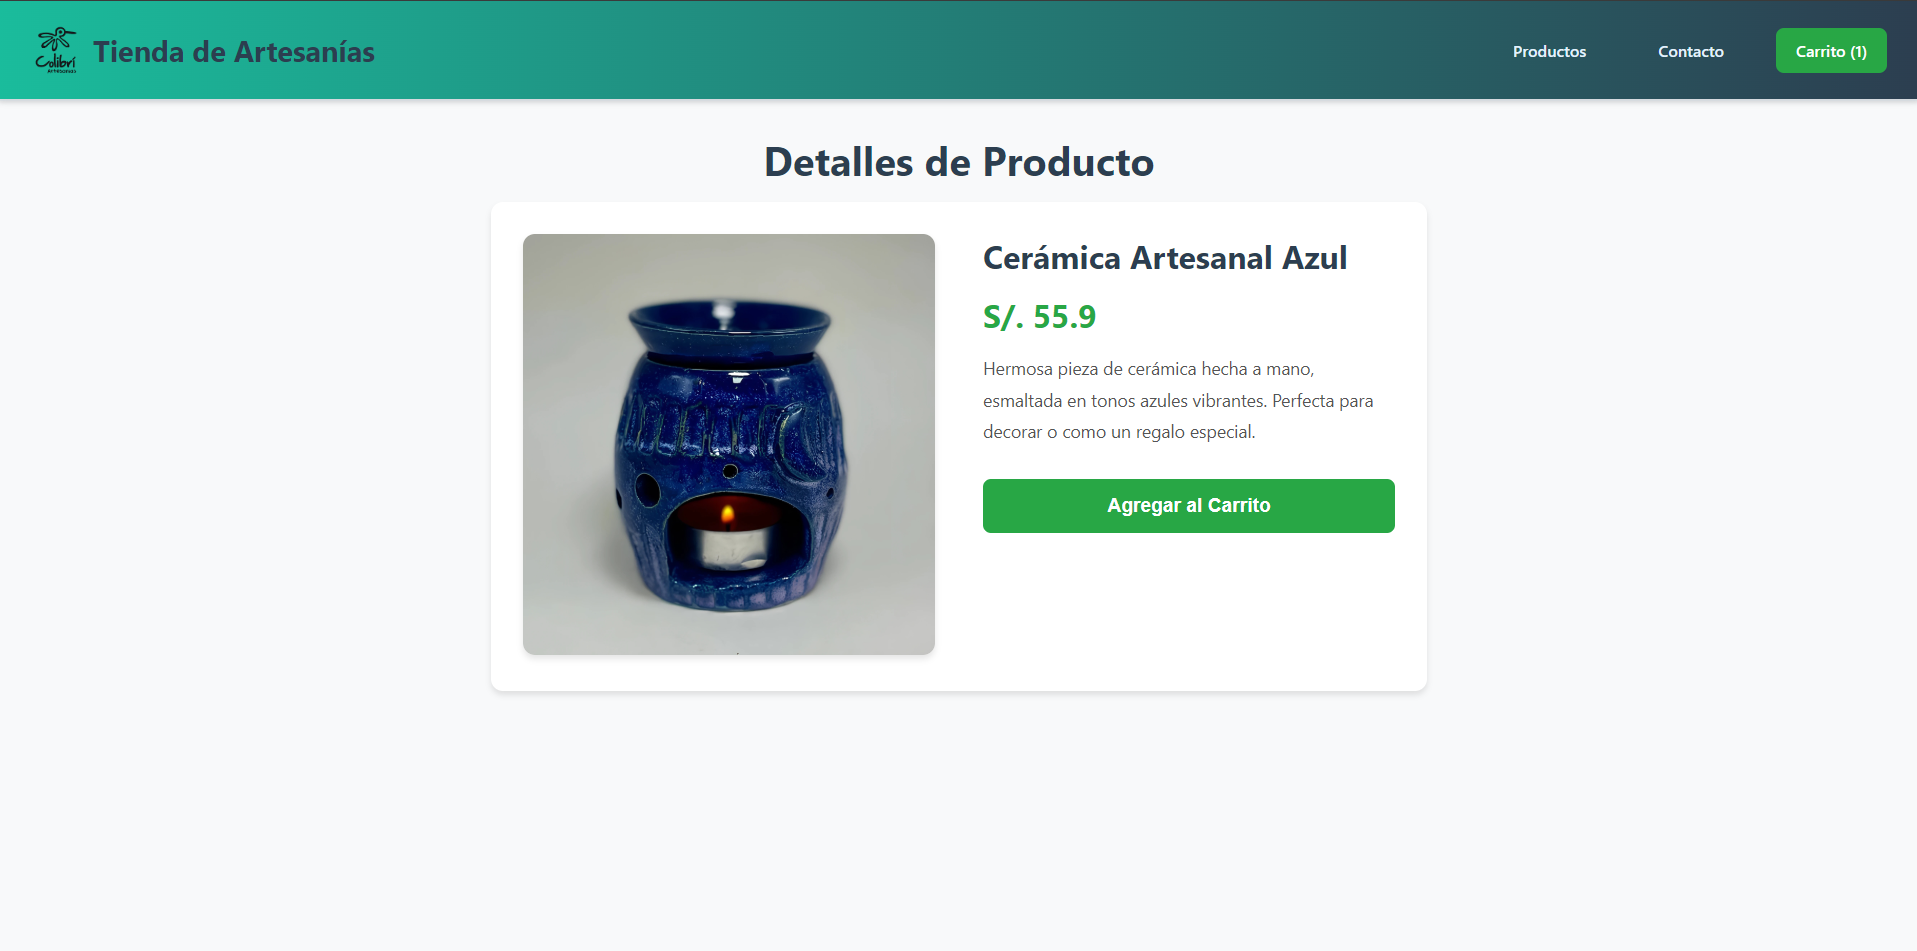 Colibrí
Artesanías
Tienda de Artesanías
Productos
Contacto
Carrito (1)
Detalles de Producto
Cerámica Artesanal Azul
S/. 55.9
Hermosa pieza de cerámica hecha a mano,
esmaltada en tonos azules vibrantes. Perfecta para
decorar o como un regalo especial.
Agregar al Carrito